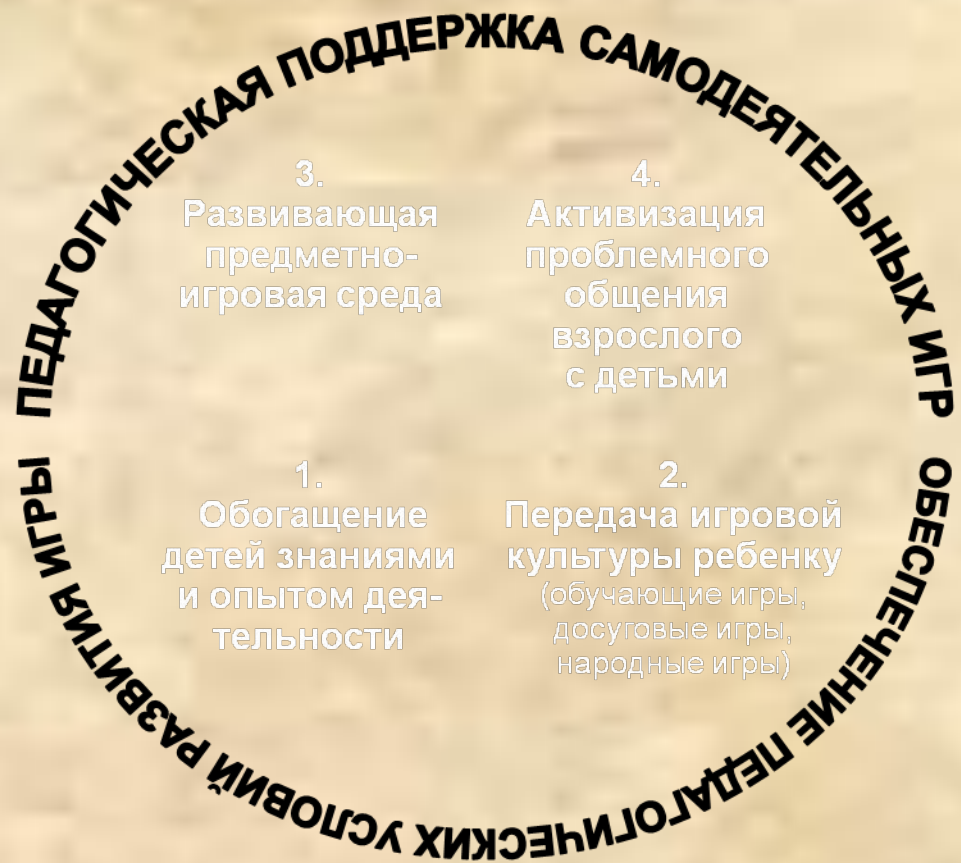 ПЕДАГОГИЧЕСКАЯ ПОДДЕРЖКА САМОДЕЯТЕЛЬНЫХ ИГР
3.
Развивающая
предметно-
игровая среда
4.
Активизация
проблемного
общения
взрослого
с детьми
1.
Обогащение
детей знаниями
и опытом дея-
тельности
2.
Передача игровой
культуры ребенку
(обучающие игры,
досуговые игры,
народные игры)
ОБЕСПЕЧЕНИЕ ПЕДАГОГИЧЕСКИХ УСЛОВИЙ РАЗВИТИЯ ИГРЫ